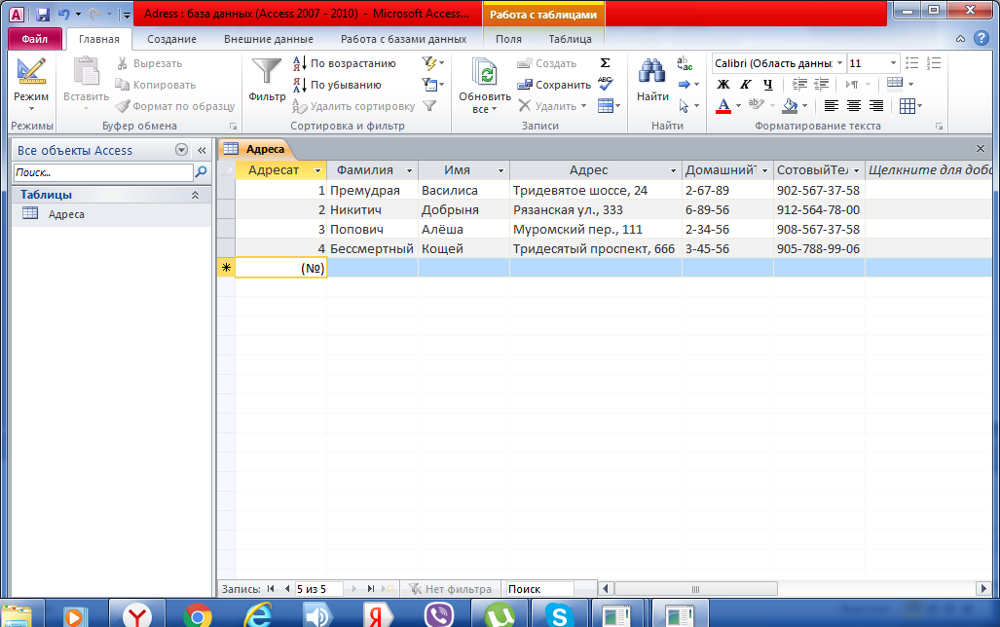 Adress : база данных (Access 2007 - 2010) - Microsoft Access...
Работа с таблицами
Файл Главная Создание Внешние данные Работа с базами данных Поля Таблица
Режим
Режимы
Вставить
Вырезать
Копировать
Формат по образцу
Буфер обмена
Фильтр
По возрастанию
По убыванию
Удалить сортировку
Сортировка и фильтр
Обновить
все
Создать
Сохранить
Удалить
Записи
Найти
Найти
Calibri (Область данны: 11
Ж К Ч
Форматирование текста
Все объекты Access
Поиск...
Таблицы
Адреса
Адреса
Адресат Фамилия Имя Адрес ДомашнийТ СотовыйТел Щелкните для доба
1 Премудрая Василиса Тридевятое шоссе, 24 2-67-89 902-567-37-58
2 Никитич Добрыня Рязанская ул., 333 6-89-56 912-564-78-00
3 Попович Алёша Муромский пер., 111 2-34-56 908-567-37-58
4 Бессмертный Кощей Тридесятый проспект, 666 3-45-56 905-788-99-06
(№)
Запись: 5 из 5 Нет фильтра Поиск